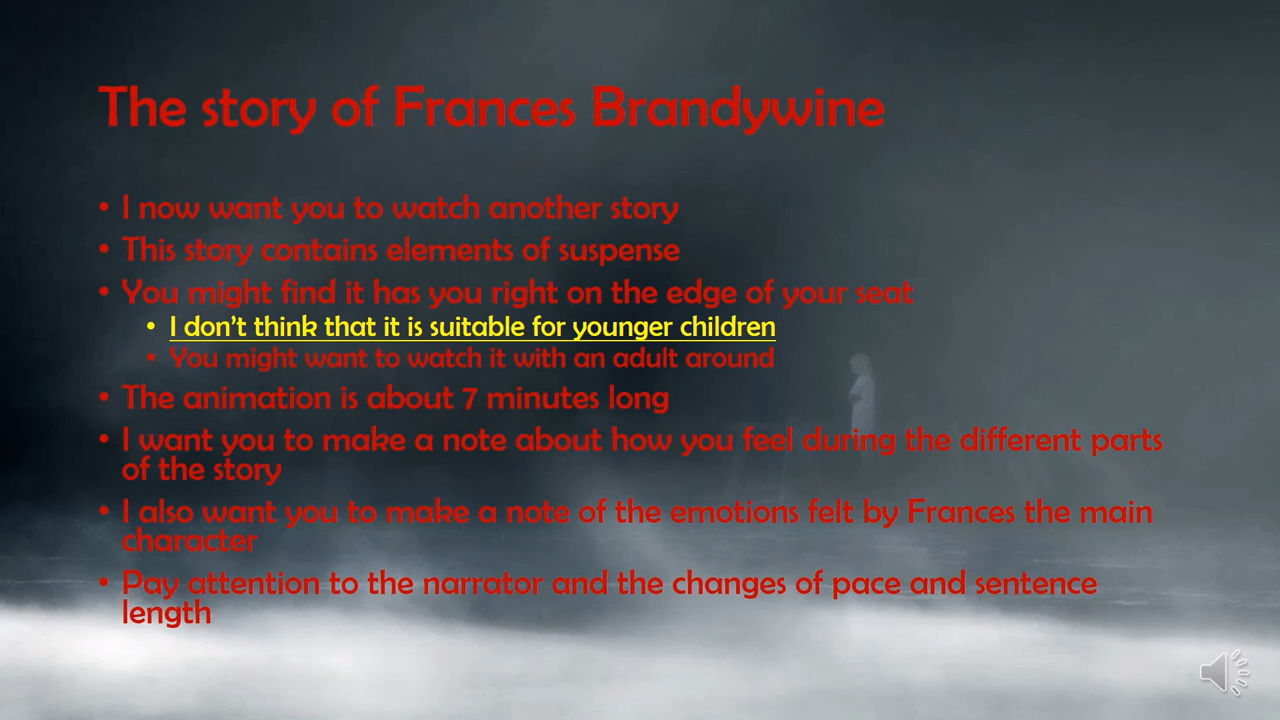 The story of Frances Brandywine
• I now want you to watch another story
• This story contains elements of suspense
• You might find it has you right on the edge of your seat
• I don't think that it is suitable for younger children
• You might want to watch it with an adult around
• The animation is about 7 minutes long
• I want you to make a note about how you feel during the different parts
of the story
• I also want you to make a note of the emotions felt by Frances the main
character
• Pay attention to the narrator and the changes of pace and sentence
length